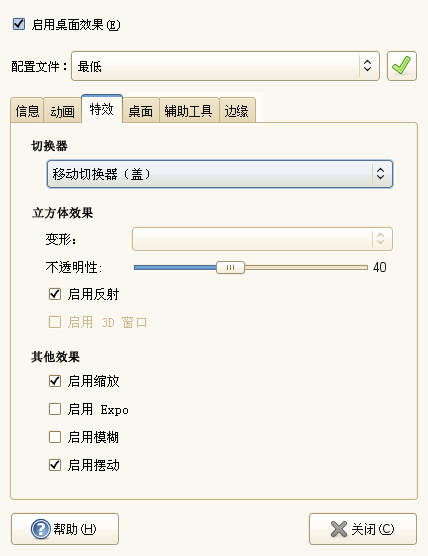 启用桌面效果(E)
配置文件： 最低
信息 动画 特效 桌面 辅助工具 边缘
切换器
移动切换器（盖）
立方体效果
变形：
不透明性: 40
启用反射
启用 3D 窗口
其他效果
启用缩放
启用 Expo
启用模糊
启用摆动
帮助(H) 关闭(C)